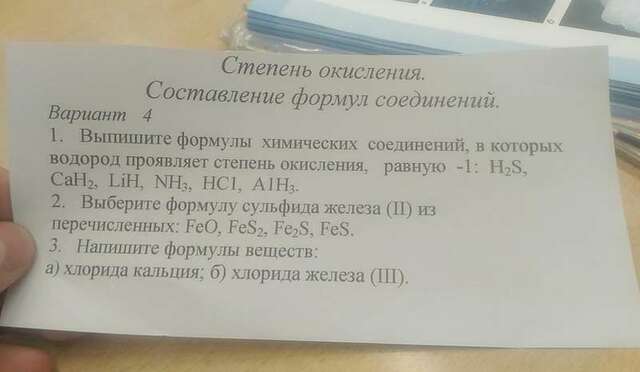 Степень окисления.
Составление формул соединений.
Вариант 4
1. Выпишите формулы химических соединений, в которых
водород проявляет степень окисления, равную -1: H₂S,
CaH₂, LiH, NH₃, HC1, A1H₃.
2. Выберите формулу сульфида железа (II) из
перечисленных: FeO, FeS₂, Fe₂S, FeS.
3. Напишите формулы веществ:
а) хлорида кальция; б) хлорида железа (III).